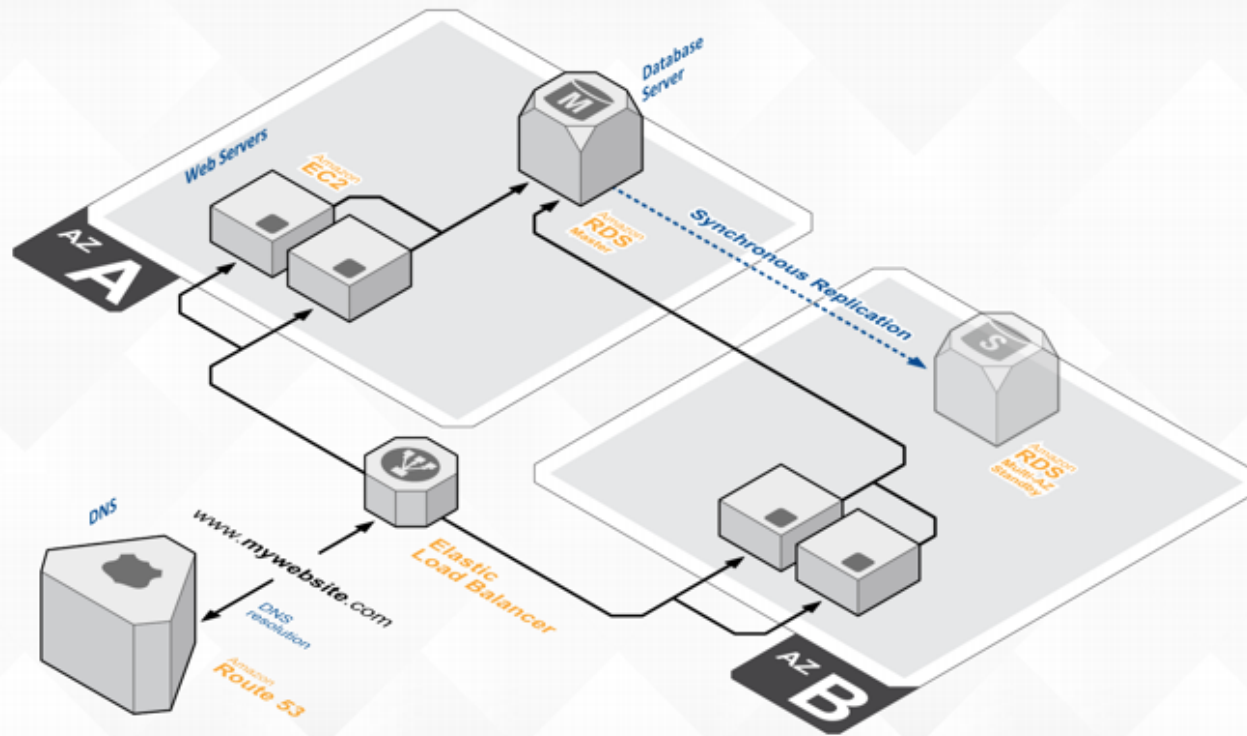 Database
Server
M
Web Servers
Amazon
EC2
Amazon
RDS
Master
AZ
A
Synchronous Replication
S
Amazon
RDS
Multi-AZ
Standby
DNS
www.mywebsite.com
DNS
resolution
Elastic
Load Balancer
Amazon
Route 53
AZ
B